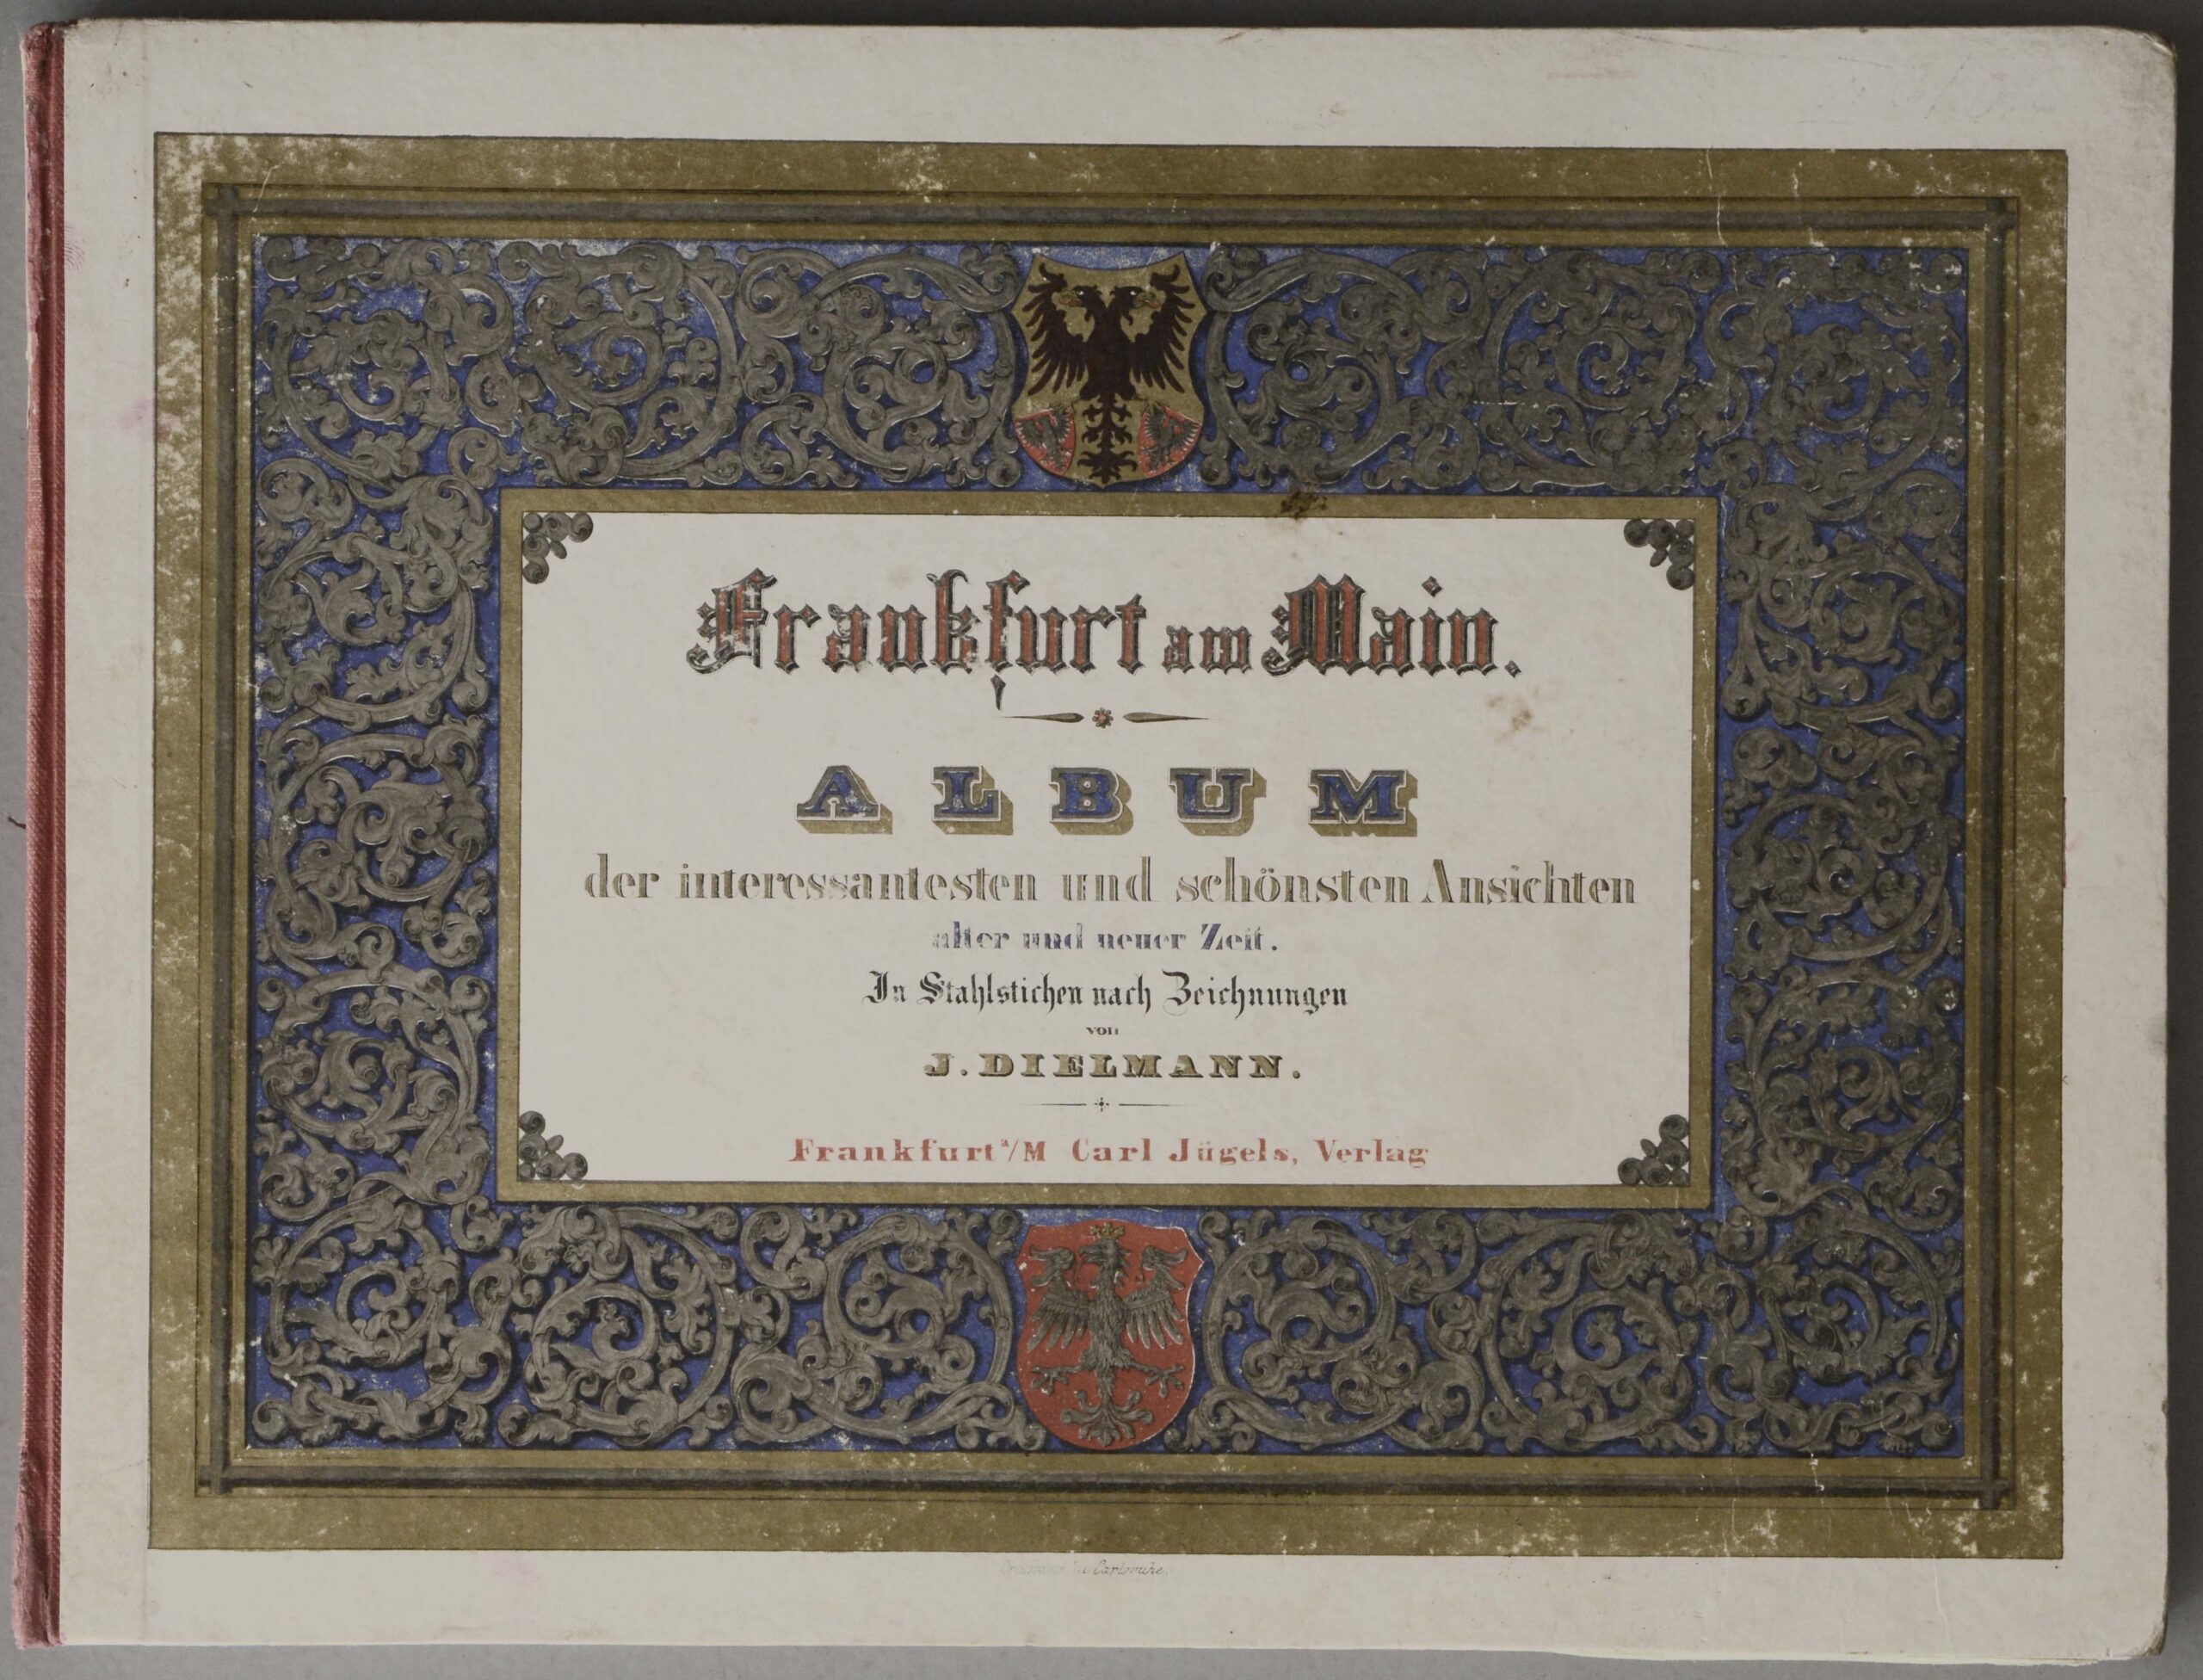 Frankfurt am Main.
ALBUM
der interessantesten und schönsten Ansichten
alter und neuer Zeit.
In Stahlstichen nach Zeichnungen
von
J. DIELMANN.
Frankfurt a/M Carl Jügels, Verlag
Carlsruhe.